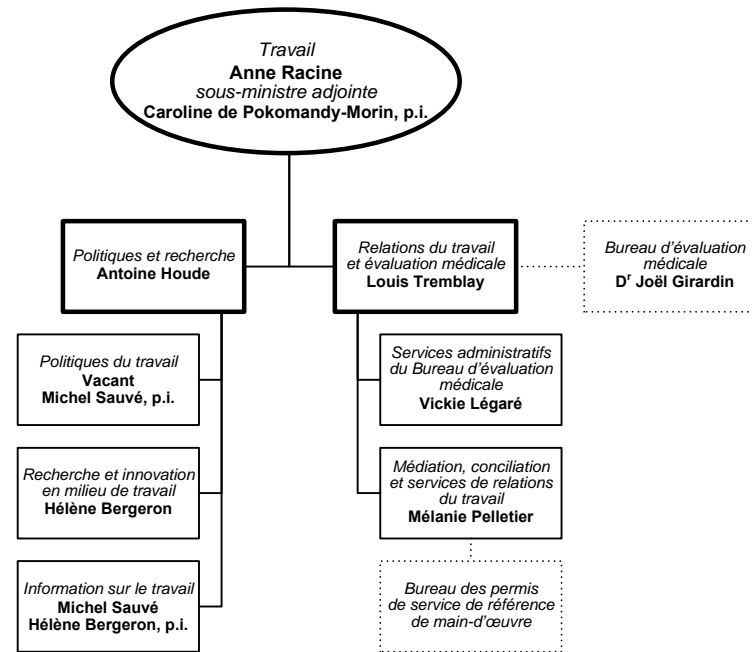 Travail
Anne Racine
sous-ministre adjointe
Caroline de Pokomandy-Morin, p.i.
Politiques et recherche
Antoine Houde
Relations du travail
et évaluation médicale
Louis Tremblay
Bureau d'évaluation
médicale
Dr Joël Girardin
Politiques du travail
Vacant
Michel Sauvé, p.i.
Services administratifs
du Bureau d'évaluation
médicale
Vickie Légaré
Recherche et innovation
en milieu de travail
Hélène Bergeron
Médiation, conciliation
et services de relations
du travail
Mélanie Pelletier
Information sur le travail
Michel Sauvé
Hélène Bergeron, p.i.
Bureau des permis
de service de référence
de main-d'œuvre